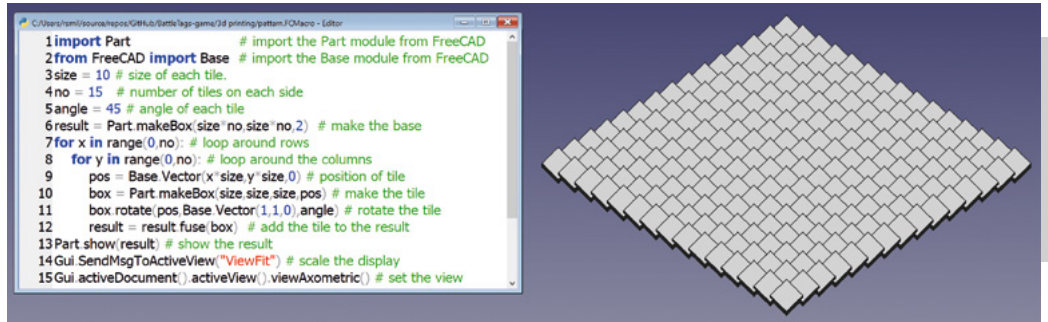 C:/Users/rsmil/source/repos/GitHub/BattleTags-game/3d printing/pattarn.FCMacro - Editor
1 import Part # import the Part module from FreeCAD
2 from FreeCAD import Base # import the Base module from FreeCAD
3 size = 10 # size of each tile.
4 no = 15 # number of tiles on each side
5 angle = 45 # angle of each tile
6 result = Part.makeBox(size*no,size*no,2) # make the base
7 for x in range(0,no): # loop around rows
8 for y in range(0,no): # loop around the columns
9 pos = Base.Vector(x*size,y*size,0) # position of tile
10 box = Part.makeBox(size,size,size,pos) # make the tile
11 box.rotate(pos,Base.Vector(1,1,0),angle) # rotate the tile
12 result = result.fuse(box) # add the tile to the result
13 Part.show(result) # show the result
14 Gui.SendMsgToActiveView("ViewFit") # scale the display
15 Gui.activeDocument().activeView().viewAxometric() # set the view